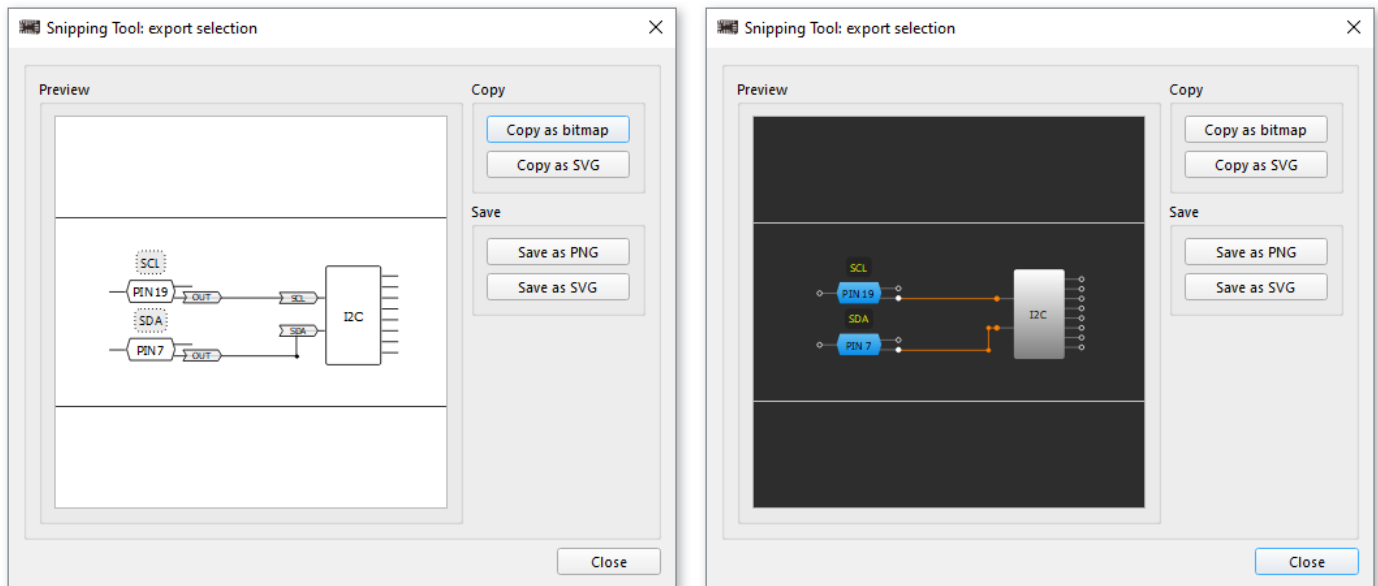 Snipping Tool: export selection
Preview
SCL
PIN 19
OUT
SCL
I2C
SDA
SDA
PIN 7
OUT
Copy
Copy as bitmap
Copy as SVG
Save
Save as PNG
Save as SVG
Close
Snipping Tool: export selection
Preview
SCL
PIN 19
I2C
SDA
PIN 7
Copy
Copy as bitmap
Copy as SVG
Save
Save as PNG
Save as SVG
Close